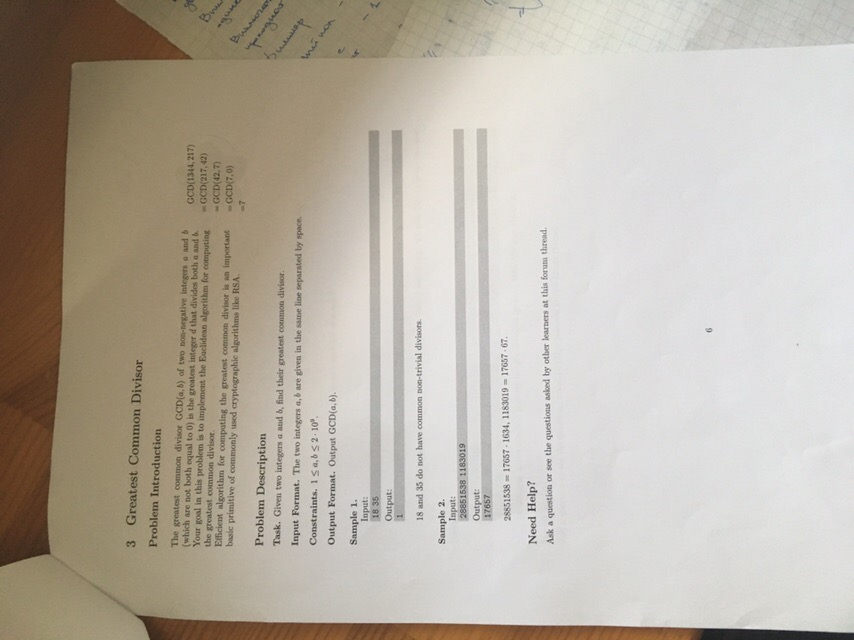 3 Greatest Common Divisor
Problem Introduction
The greatest common divisor GCD(a, b) of two non-negative integers a and b
(which are not both equal to 0) is the greatest integer d that divides both a and b.
Your goal in this problem is to implement the Euclidean algorithm for computing
the greatest common divisor.
Efficient algorithm for computing the greatest common divisor is an important
basic primitive of commonly used cryptographic algorithms like RSA.
GCD(1344, 217)
= GCD(217, 42)
= GCD(42, 7)
= GCD(7, 0)
=7
Problem Description
Task. Given two integers a and b, find their greatest common divisor.
Input Format. The two integers a, b are given in the same line separated by space.
Constraints. 1 ≤ a, b ≤ 2 · 10⁹.
Output Format. Output GCD(a, b).
Sample 1.
Input:
18 35
Output:
1
18 and 35 do not have common non-trivial divisors.
Sample 2.
Input:
28851538 1183019
Output:
17657
28851538 = 17657 · 1634, 1183019 = 17657 · 67.
Need Help?
Ask a question or see the questions asked by other learners at this forum thread.
6